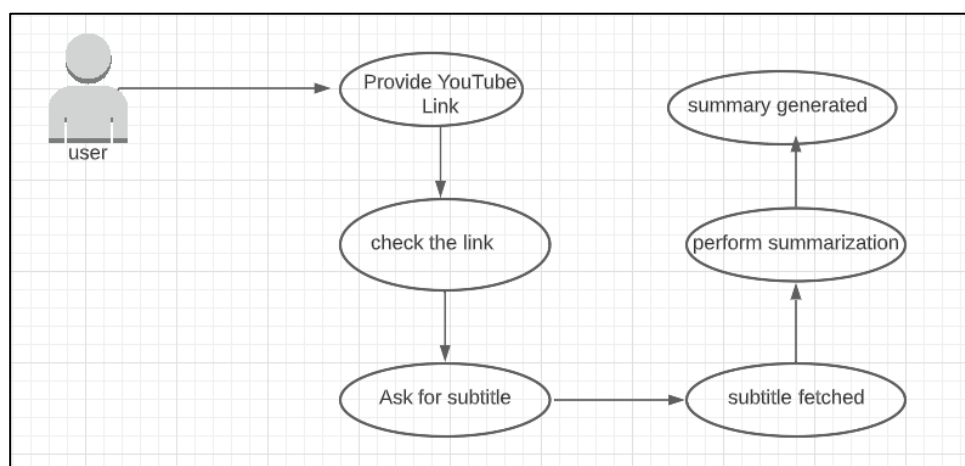 user
Provide YouTube
Link
check the link
Ask for subtitle
subtitle fetched
perform summarization
summary generated